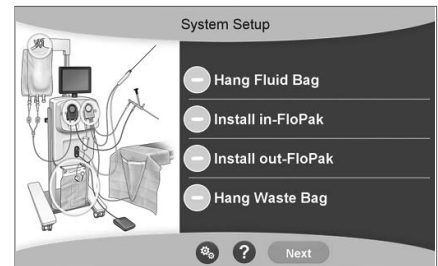 System Setup
Hang Fluid Bag
Install in-FloPak
Install out-FloPak
Hang Waste Bag
?
Next